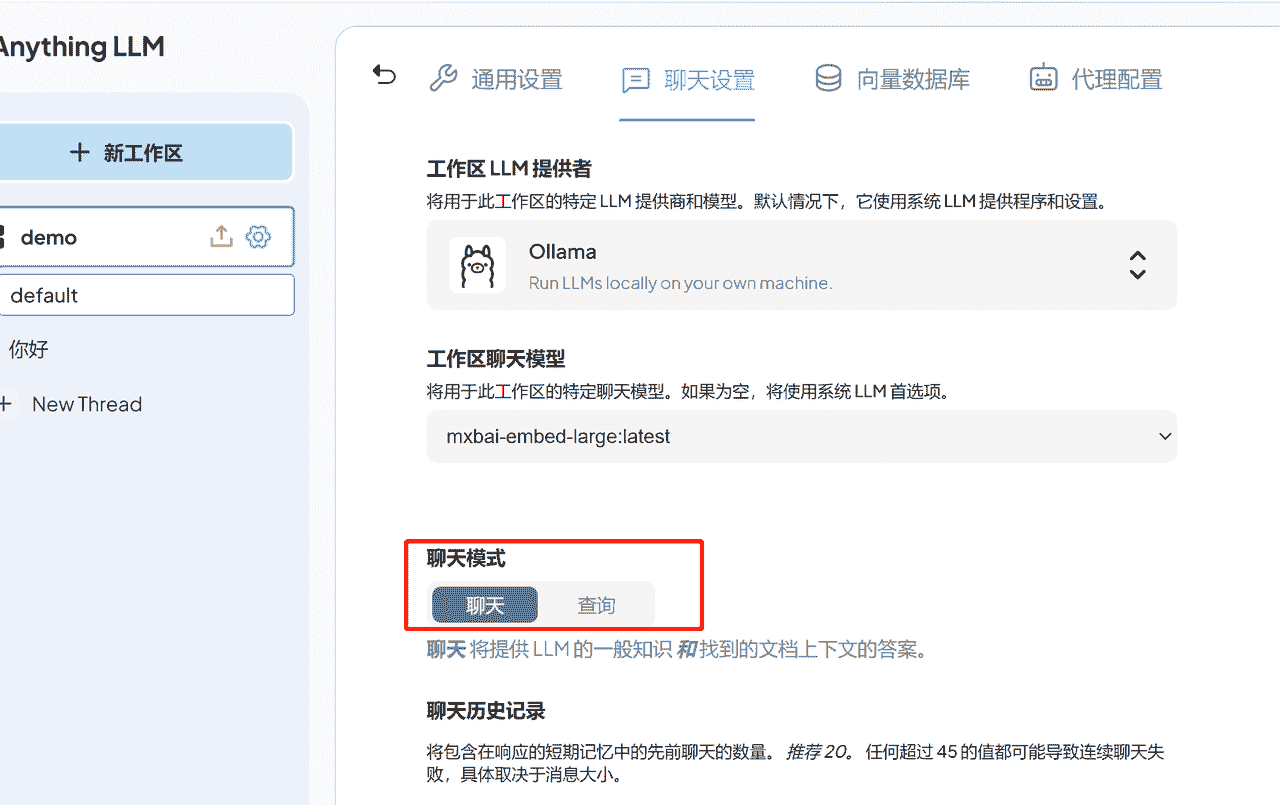 Anything LLM
通用设置
聊天设置
向量数据库
代理配置
新工作区
demo
default
你好
New Thread
工作区 LLM 提供者
将用于此工作区的特定 LLM 提供商和模型。默认情况下，它使用系统 LLM 提供程序和设置。
Ollama
Run LLMs locally on your own machine.
工作区聊天模型
将用于此工作区的特定聊天模型。如果为空，将使用系统 LLM 首选项。
mxbai-embed-large:latest
聊天模式
聊天 查询
聊天 将提供 LLM 的一般知识 和 找到的文档上下文的答案。
聊天历史记录
将包含在响应的短期记忆中的先前聊天的数量。 推荐 20。 任何超过 45 的值都可能导致连续聊天失
败，具体取决于消息大小。